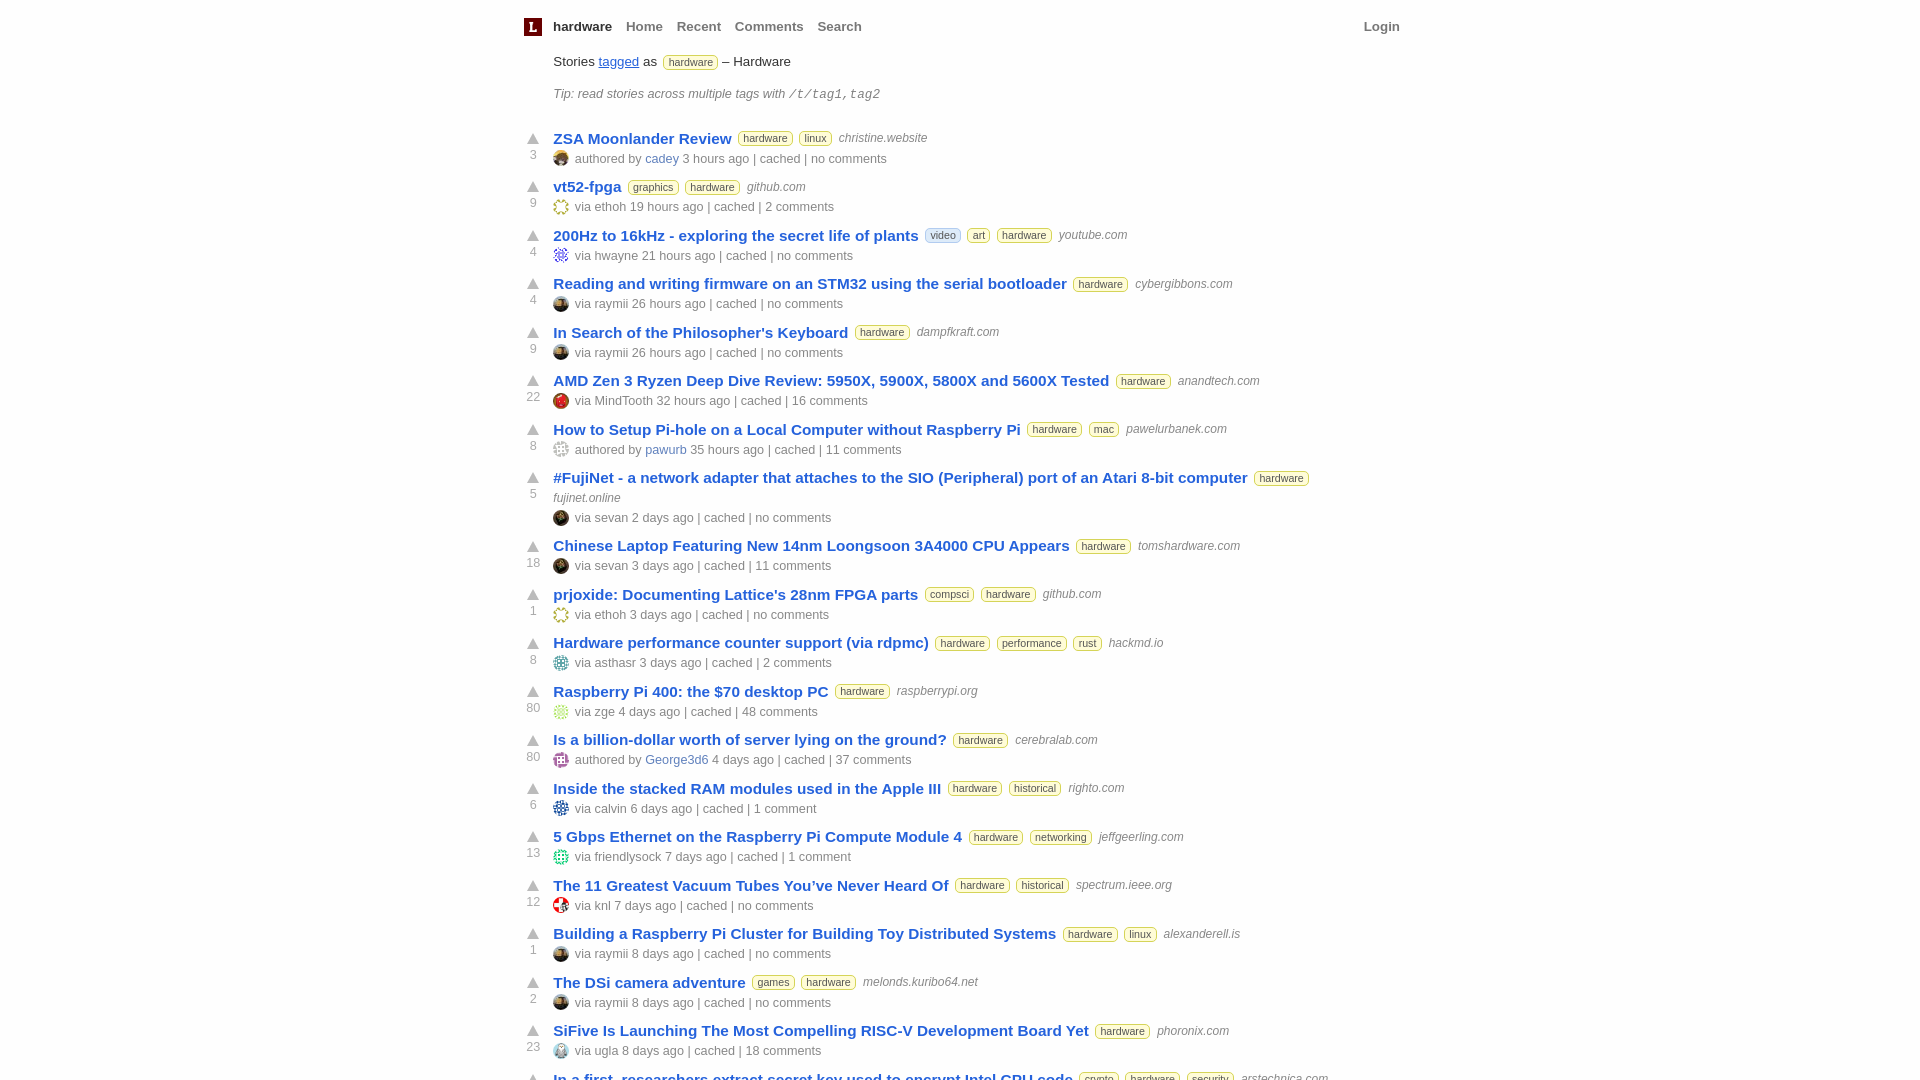 L hardware Home Recent Comments Search Login
Stories tagged as hardware – Hardware
Tip: read stories across multiple tags with /t/tag1,tag2
ZSA Moonlander Review hardware linux christine.website
3 authored by cadey 3 hours ago | cached | no comments
vt52-fpga graphics hardware github.com
9 via ethoh 19 hours ago | cached | 2 comments
200Hz to 16kHz - exploring the secret life of plants video art hardware youtube.com
4 via hwayne 21 hours ago | cached | no comments
Reading and writing firmware on an STM32 using the serial bootloader hardware cybergibbons.com
4 via raymii 26 hours ago | cached | no comments
In Search of the Philosopher's Keyboard hardware dampfkraft.com
9 via raymii 26 hours ago | cached | no comments
AMD Zen 3 Ryzen Deep Dive Review: 5950X, 5900X, 5800X and 5600X Tested hardware anandtech.com
22 via MindTooth 32 hours ago | cached | 16 comments
How to Setup Pi-hole on a Local Computer without Raspberry Pi hardware mac pawelurbanek.com
8 authored by pawurb 35 hours ago | cached | 11 comments
#FujiNet - a network adapter that attaches to the SIO (Peripheral) port of an Atari 8-bit computer hardware
5 fujinet.online
via sevan 2 days ago | cached | no comments
Chinese Laptop Featuring New 14nm Loongsoon 3A4000 CPU Appears hardware tomshardware.com
18 via sevan 3 days ago | cached | 11 comments
prjoxide: Documenting Lattice's 28nm FPGA parts compsci hardware github.com
1 via ethoh 3 days ago | cached | no comments
Hardware performance counter support (via rdpmc) hardware performance rust hackmd.io
8 via asthasr 3 days ago | cached | 2 comments
Raspberry Pi 400: the $70 desktop PC hardware raspberrypi.org
80 via zge 4 days ago | cached | 48 comments
Is a billion-dollar worth of server lying on the ground? hardware cerebralab.com
80 authored by George3d6 4 days ago | cached | 37 comments
Inside the stacked RAM modules used in the Apple III hardware historical righto.com
6 via calvin 6 days ago | cached | 1 comment
5 Gbps Ethernet on the Raspberry Pi Compute Module 4 hardware networking jeffgeerling.com
13 via friendlysock 7 days ago | cached | 1 comment
The 11 Greatest Vacuum Tubes You’ve Never Heard Of hardware historical spectrum.ieee.org
12 via knl 7 days ago | cached | no comments
Building a Raspberry Pi Cluster for Building Toy Distributed Systems hardware linux alexanderell.is
1 via raymii 8 days ago | cached | no comments
The DSi camera adventure games hardware melonds.kuribo64.net
2 via raymii 8 days ago | cached | no comments
SiFive Is Launching The Most Compelling RISC-V Development Board Yet hardware phoronix.com
23 via ugla 8 days ago | cached | 18 comments
In a first, researchers extract secret key used to encrypt Intel CPU code crypto hardware security arstechnica.com